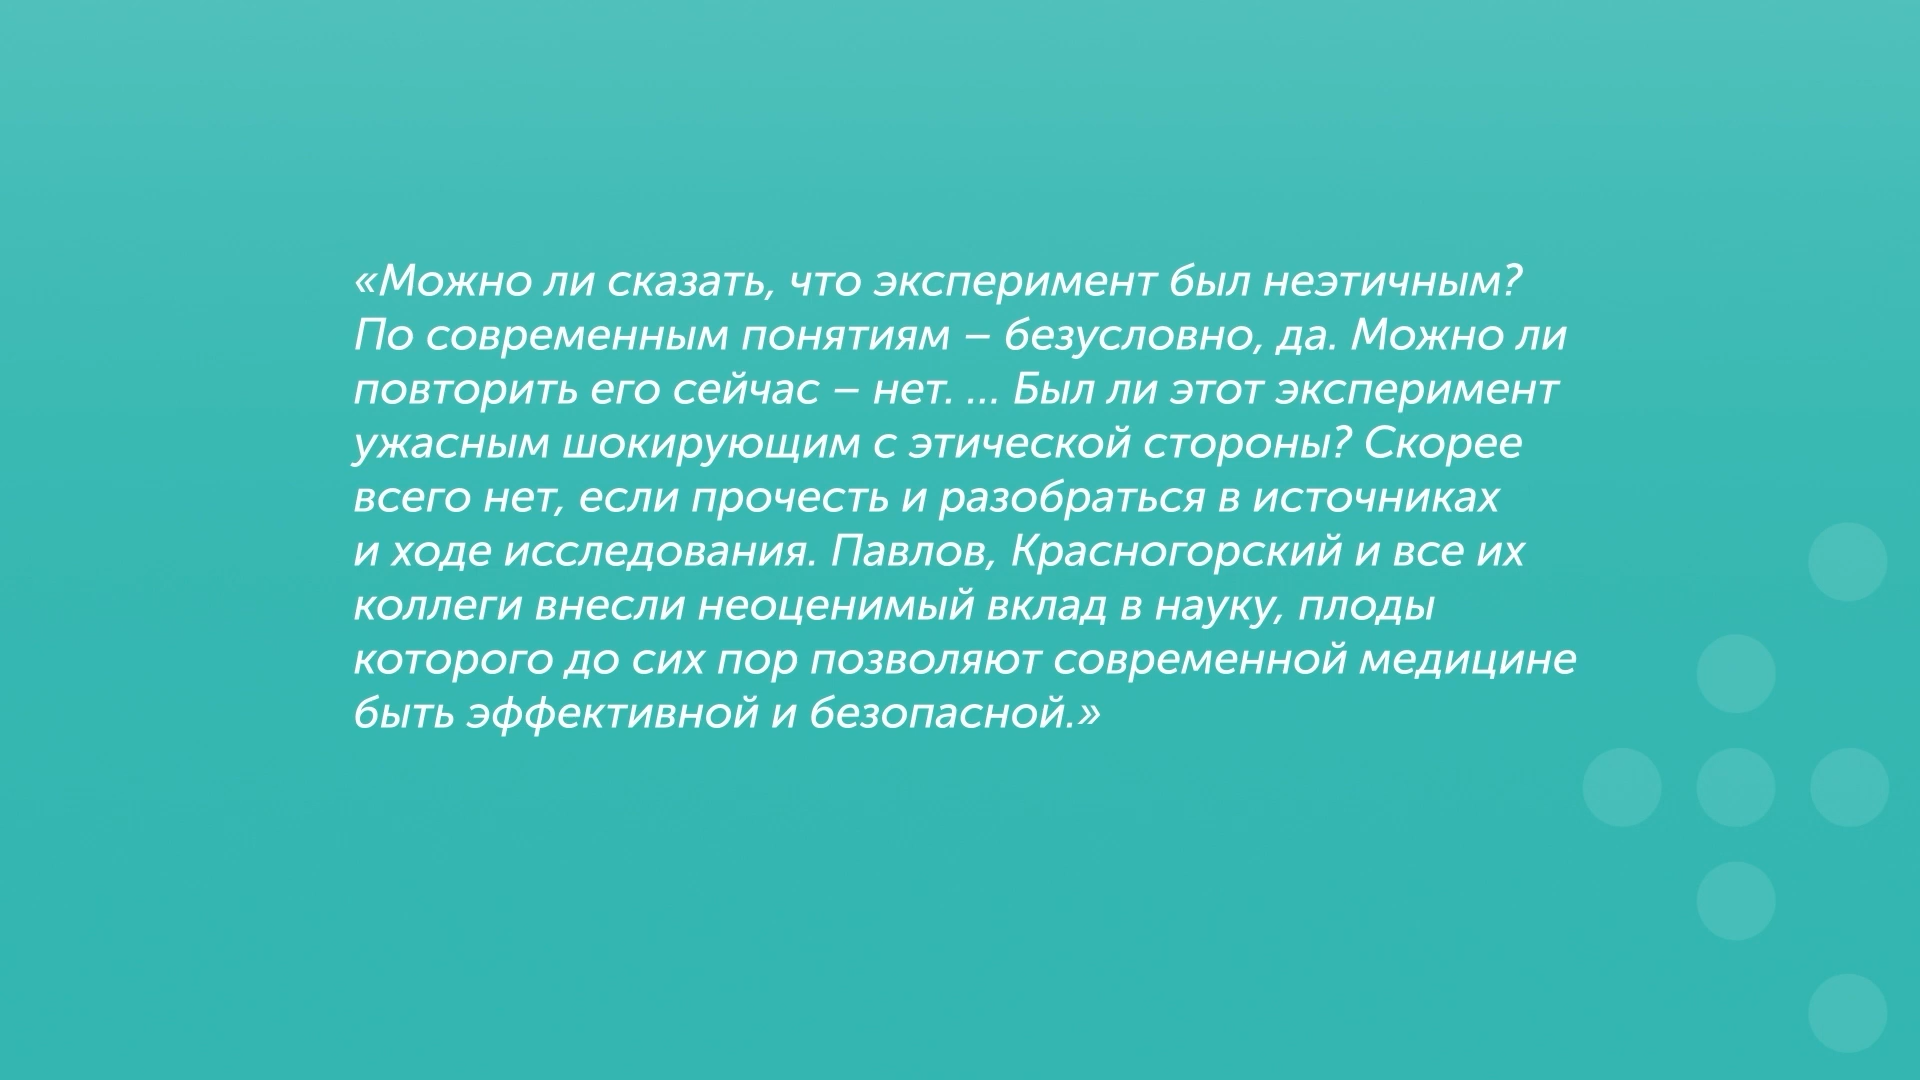 «Можно ли сказать, что эксперимент был неэтичным?
По современным понятиям – безусловно, да. Можно ли
повторить его сейчас – нет. ... Был ли этот эксперимент
ужасным шокирующим с этической стороны? Скорее
всего нет, если прочесть и разобраться в источниках
и ходе исследования. Павлов, Красногорский и все их
коллеги внесли неоценимый вклад в науку, плоды
которого до сих пор позволяют современной медицине
быть эффективной и безопасной.»